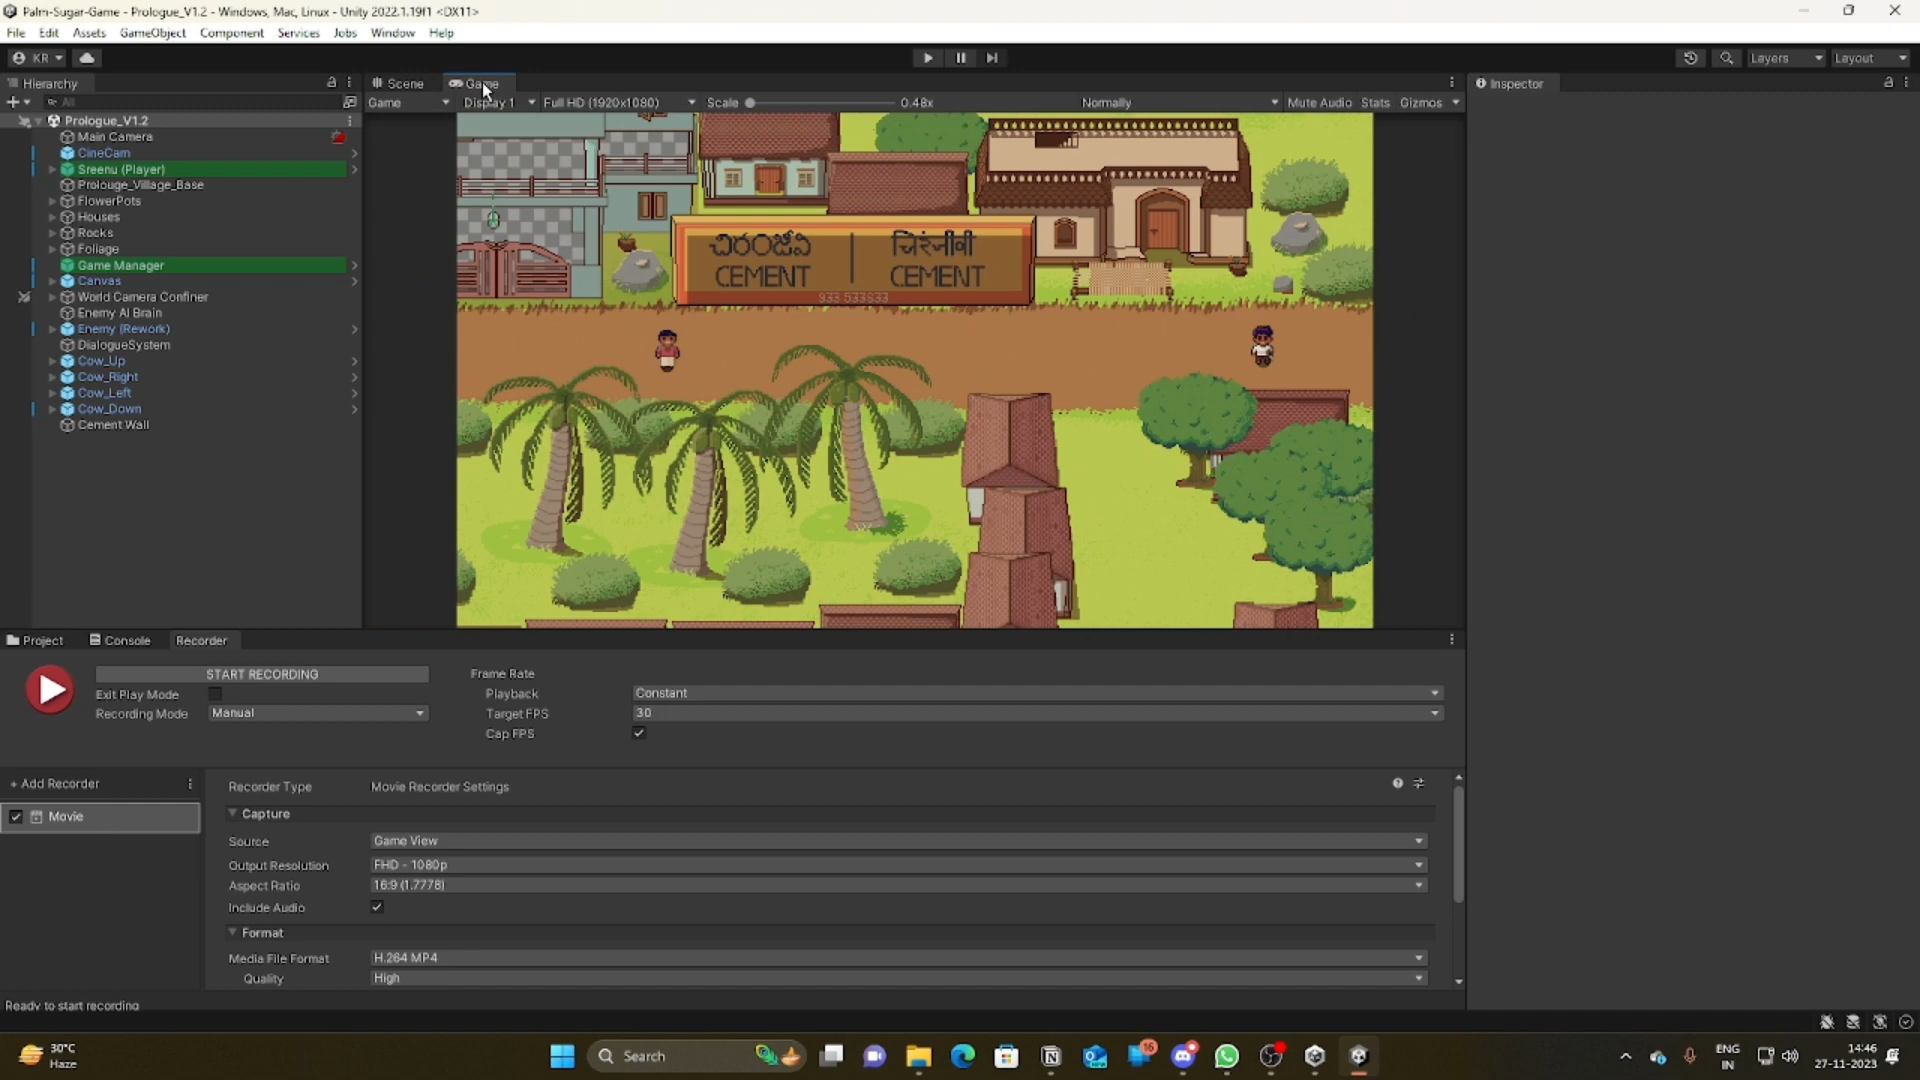 Palm-Sugar-Game - Prologue_V1.2 - Windows, Mac, Linux - Unity 2022.1.19f1 <DX11>
File Edit Assets GameObject Component Services Jobs Window Help
KR Layers Layout
Hierarchy Scene Game Inspector
All Game Display 1 Full HD (1920x1080) Scale 0.48x Normally Mute Audio Stats Gizmos
Prologue_V1.2
Main Camera
CineCam
Sreenu (Player)
Prolouge_Village_Base
FlowerPots
Houses
Rocks
Foliage
Game Manager
Canvas
World Camera Confiner
Enemy AI Brain
Enemy (Rework)
DialogueSystem
Cow_Up
Cow_Right
Cow_Left
Cow_Down
Cement Wall
చిరంజీవి चिरंजीवी
CEMENT CEMENT
933 533933
Project Console Recorder
START RECORDING
Exit Play Mode
Recording Mode Manual
Frame Rate
Playback Constant
Target FPS 30
Cap FPS
+ Add Recorder
Movie
Recorder Type Movie Recorder Settings
Capture
Source Game View
Output Resolution FHD - 1080p
Aspect Ratio 16:9 (1.7778)
Include Audio
Format
Media File Format H.264 MP4
Quality High
Ready to start recording
30°C
Haze
Search
16
ENG
IN
14:46
27-11-2023